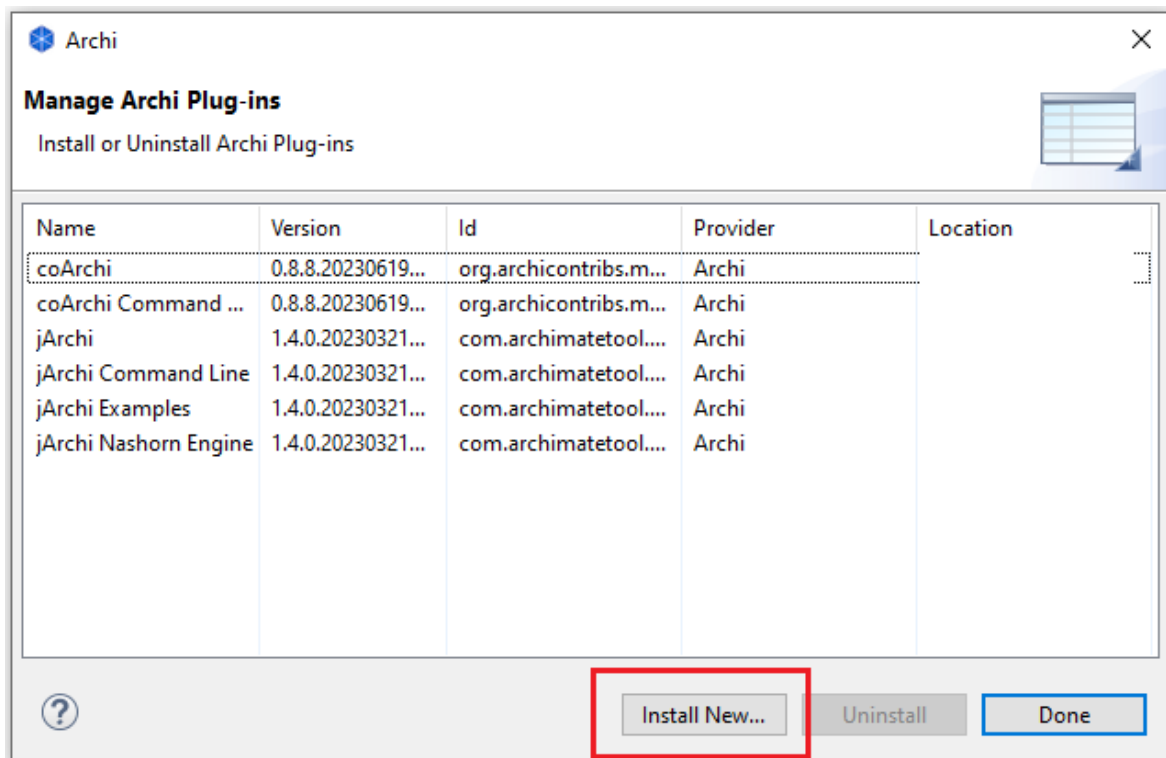 Archi
Manage Archi Plug-ins
Install or Uninstall Archi Plug-ins
Name Version Id Provider Location
coArchi 0.8.8.20230619... org.archicontribs.m... Archi
coArchi Command ... 0.8.8.20230619... org.archicontribs.m... Archi
jArchi 1.4.0.20230321... com.archimatetool.... Archi
jArchi Command Line 1.4.0.20230321... com.archimatetool.... Archi
jArchi Examples 1.4.0.20230321... com.archimatetool.... Archi
jArchi Nashorn Engine 1.4.0.20230321... com.archimatetool.... Archi
? Install New... Uninstall Done